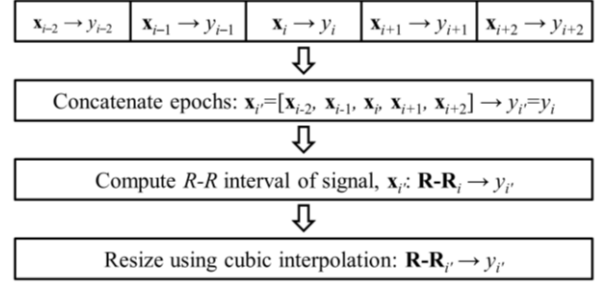 x_{i–2} → y_{i–2} x_{i–1} → y_{i–1} x_i → y_i x_{i+1} → y_{i+1} x_{i+2} → y_{i+2}
Concatenate epochs: x_{i'}=[x_{i-2}, x_{i-1}, x_i, x_{i+1}, x_{i+2}] → y_{i'}=y_i
Compute R-R interval of signal, x_{i'}: R-R_i → y_{i'}
Resize using cubic interpolation: R-R_{i'} → y_{i'}